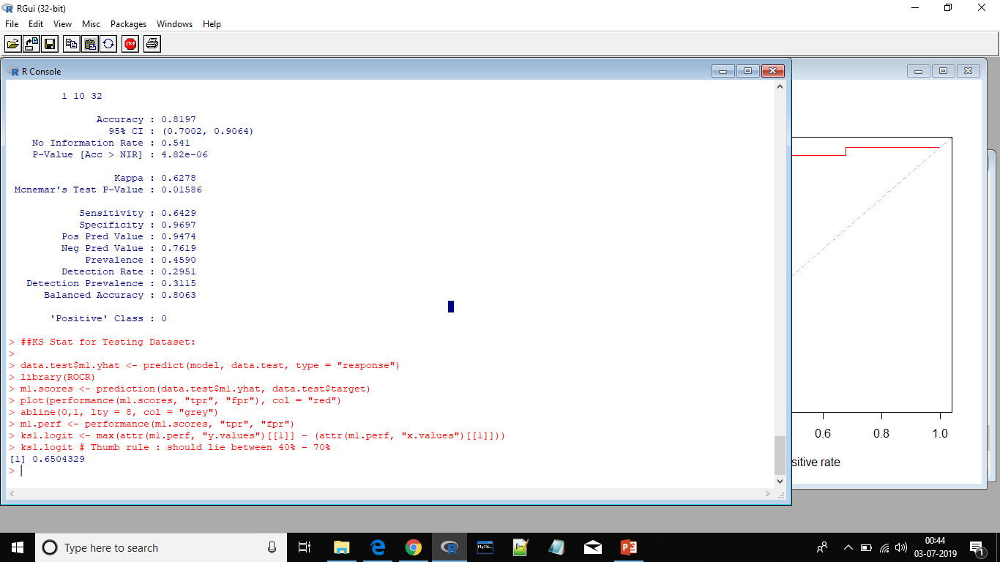 RGui (32-bit)
File Edit View Misc Packages Windows Help
STOP
R Console
1 10 32
Accuracy : 0.8197
95% CI : (0.7002, 0.9064)
No Information Rate : 0.541
P-Value [Acc > NIR] : 4.82e-06
Kappa : 0.6278
Mcnemar's Test P-Value : 0.01586
Sensitivity : 0.6429
Specificity : 0.9697
Pos Pred Value : 0.9474
Neg Pred Value : 0.7619
Prevalence : 0.4590
Detection Rate : 0.2951
Detection Prevalence : 0.3115
Balanced Accuracy : 0.8063
'Positive' Class : 0
> ##KS Stat for Testing Dataset:
>
> data.test$m1.yhat <- predict(model, data.test, type = "response")
> library(ROCR)
> m1.scores <- prediction(data.test$m1.yhat, data.test$target)
> plot(performance(m1.scores, "tpr", "fpr"), col = "red")
> abline(0,1, lty = 8, col = "grey")
> m1.perf <- performance(m1.scores, "tpr", "fpr")
> ks1.logit <- max(attr(m1.perf, "y.values")[[1]] - (attr(m1.perf, "x.values")[[1]]))
> ks1.logit # Thumb rule : should lie between 40% - 70%
[1] 0.6504329
>
0.6 0.8 1.0
sitive rate
Type here to search
MySQL
00:44
03-07-2019
1